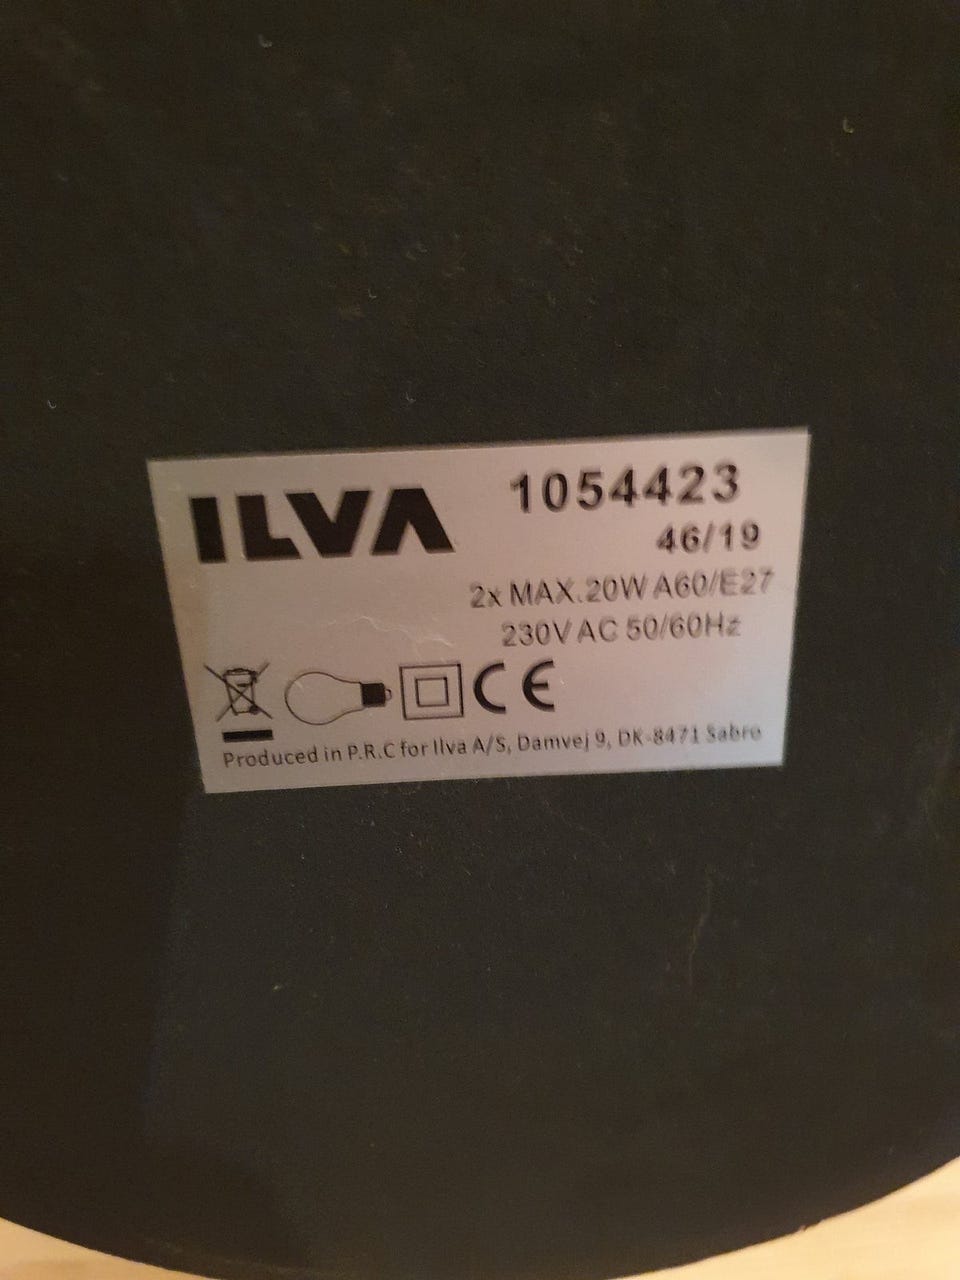 ILVA
1054423
46/19
2x MAX.20W A60/E27
230V AC 50/60Hz
CE
Produced in P.R.C for Ilva A/S, Damvej 9, DK-8471 Sabro